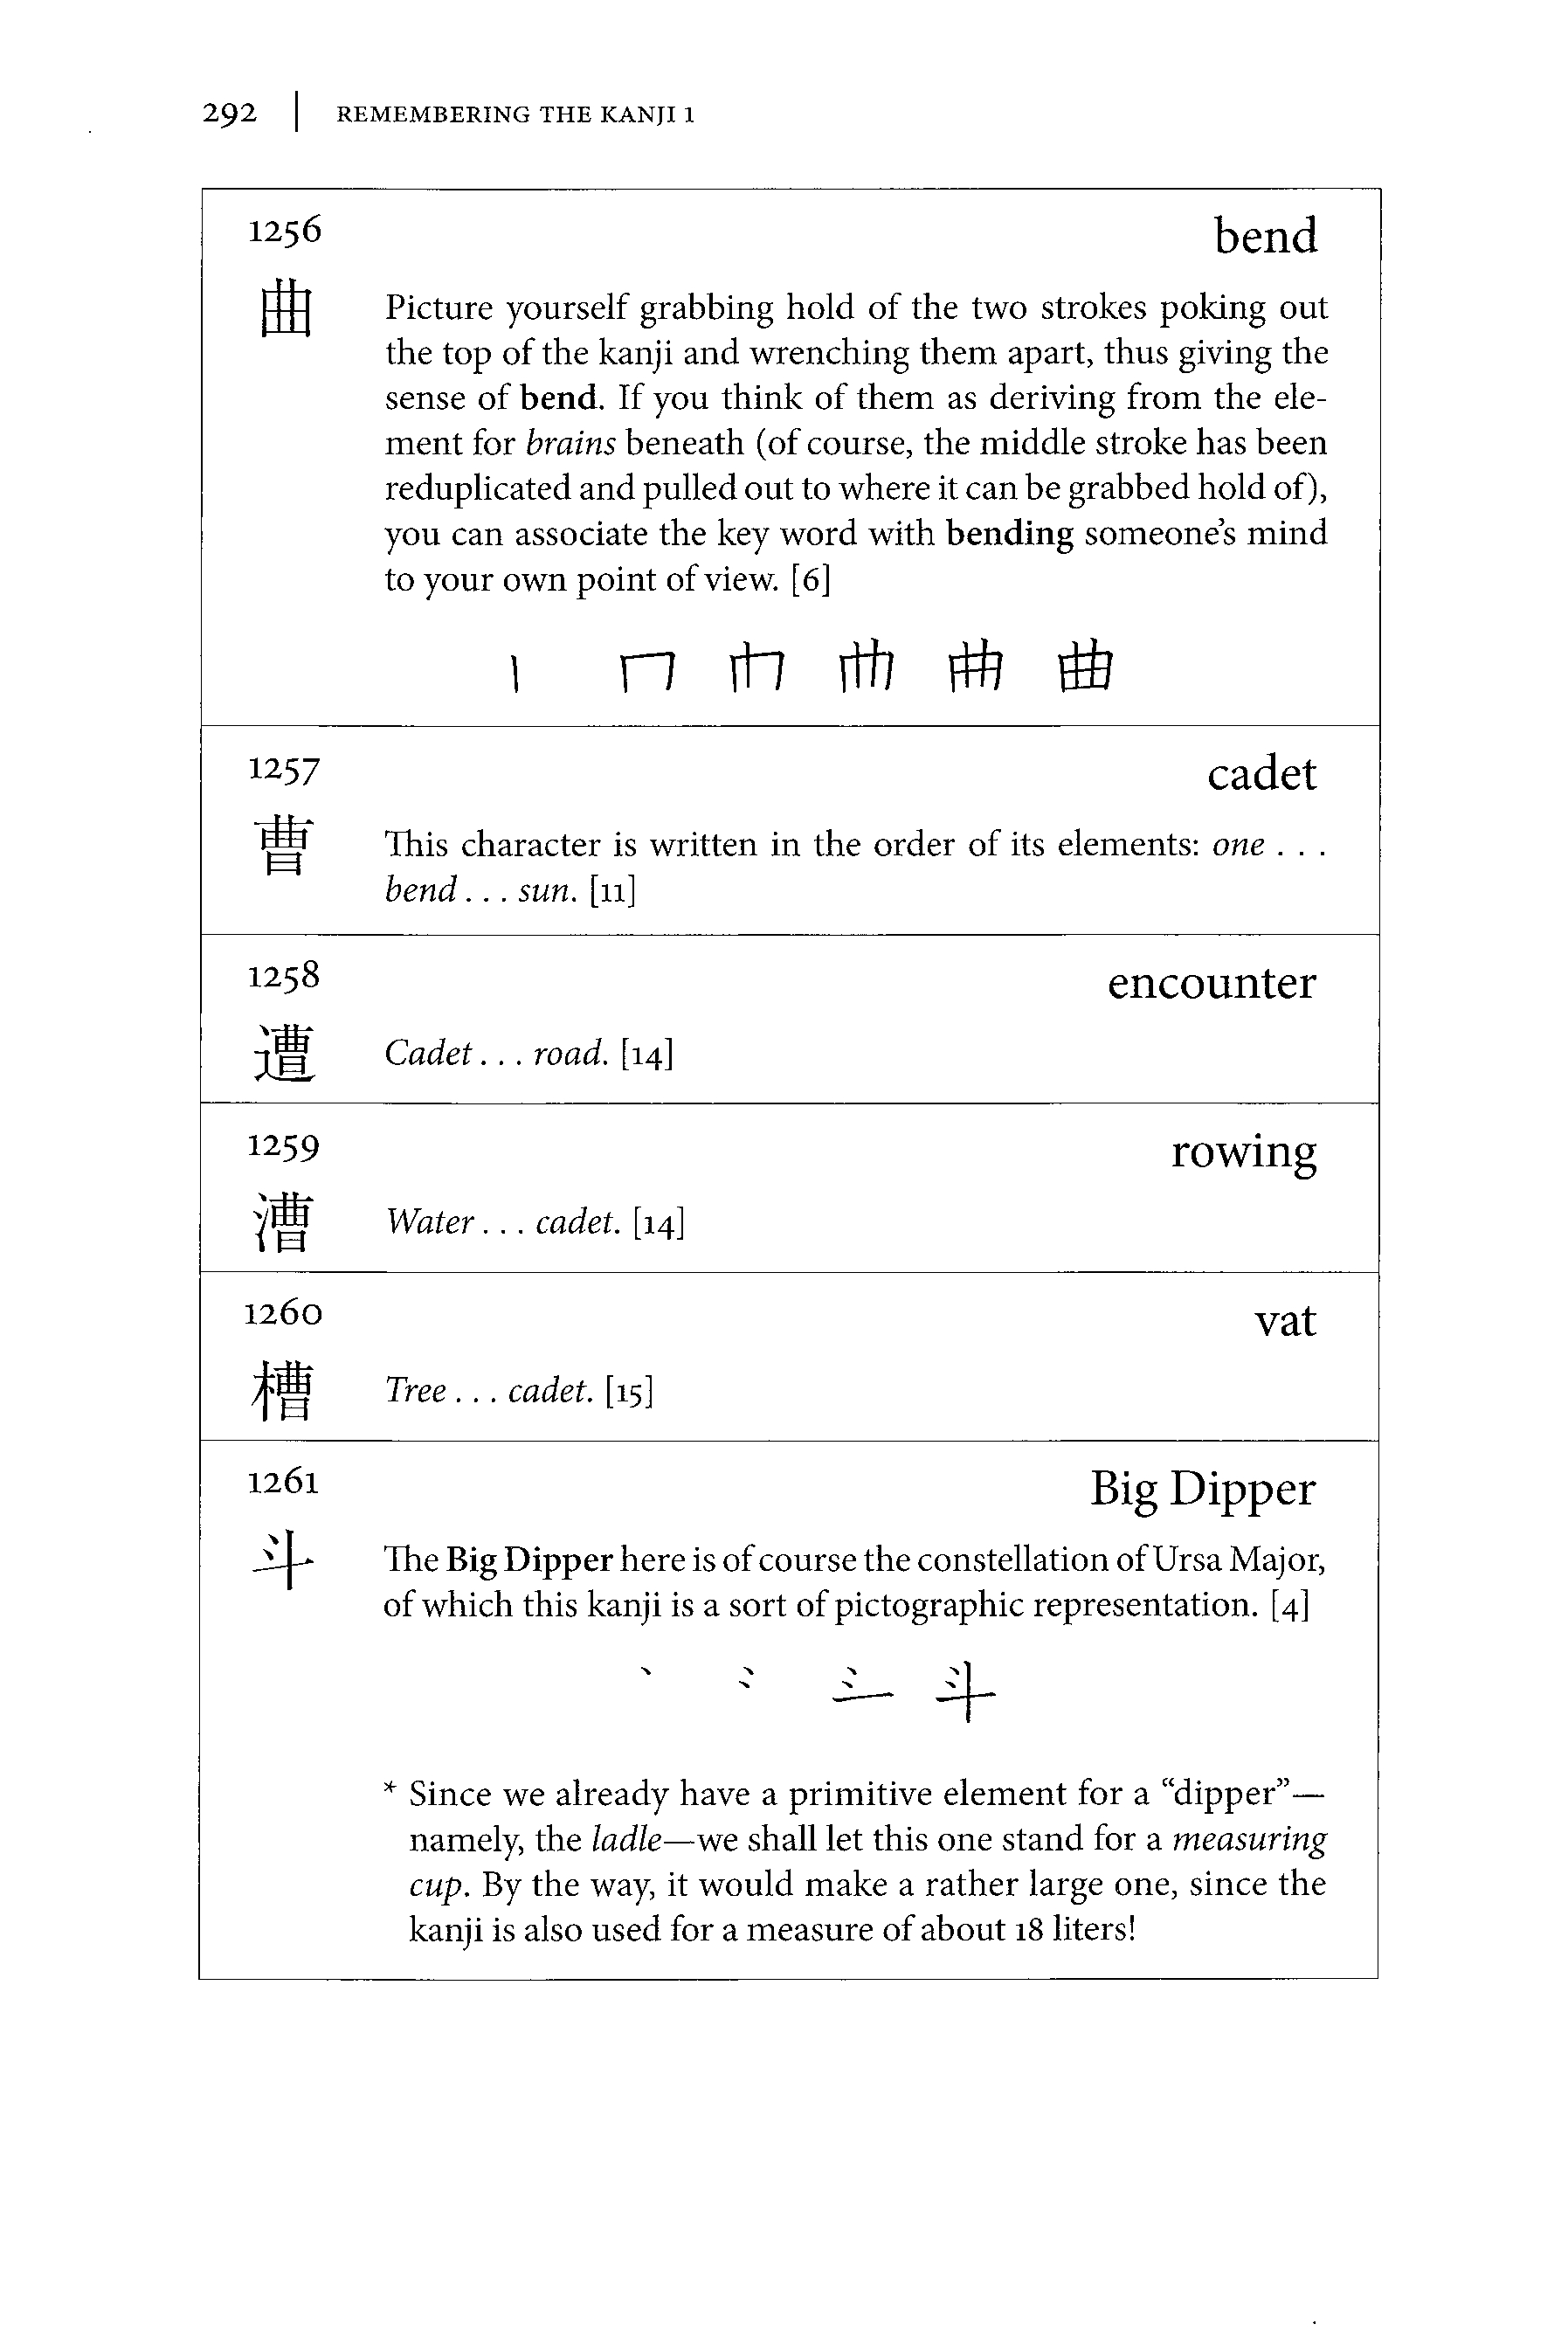 292 | REMEMBERING THE KANJI 1
1256 bend
曲 Picture yourself grabbing hold of the two strokes poking out
the top of the kanji and wrenching them apart, thus giving the
sense of bend. If you think of them as deriving from the ele-
ment for brains beneath (of course, the middle stroke has been
reduplicated and pulled out to where it can be grabbed hold of),
you can associate the key word with bending someone's mind
to your own point of view. [6]
曲
1257 cadet
曹 This character is written in the order of its elements: one . . .
bend . . . sun. [11]
1258 encounter
遭 Cadet . . . road. [14]
1259 rowing
漕 Water . . . cadet. [14]
1260 vat
槽 Tree . . . cadet. [15]
1261 Big Dipper
斗 The Big Dipper here is of course the constellation of Ursa Major,
of which this kanji is a sort of pictographic representation. [4]
斗
* Since we already have a primitive element for a “dipper”—
namely, the ladle—we shall let this one stand for a measuring
cup. By the way, it would make a rather large one, since the
kanji is also used for a measure of about 18 liters!